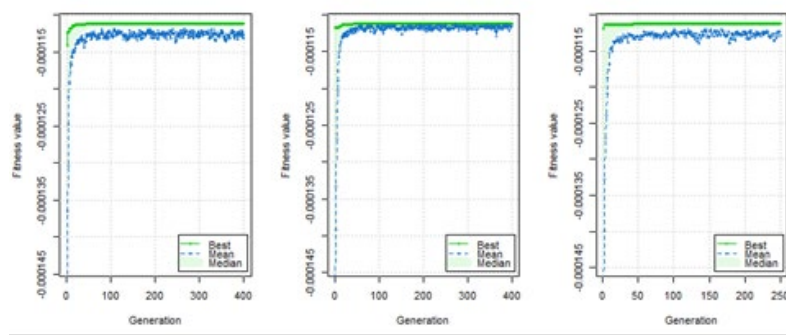 Fitness value
-0.000115
-0.000125
-0.000135
-0.000145
Best
Mean
Median
0 100 200 300 400
Generation
Fitness value
-0.000115
-0.000125
-0.000135
-0.000145
Best
Mean
Median
0 100 200 300 400
Generation
Fitness value
-0.000115
-0.000125
-0.000135
-0.000145
Best
Mean
Median
0 50 100 150 200 250
Generation